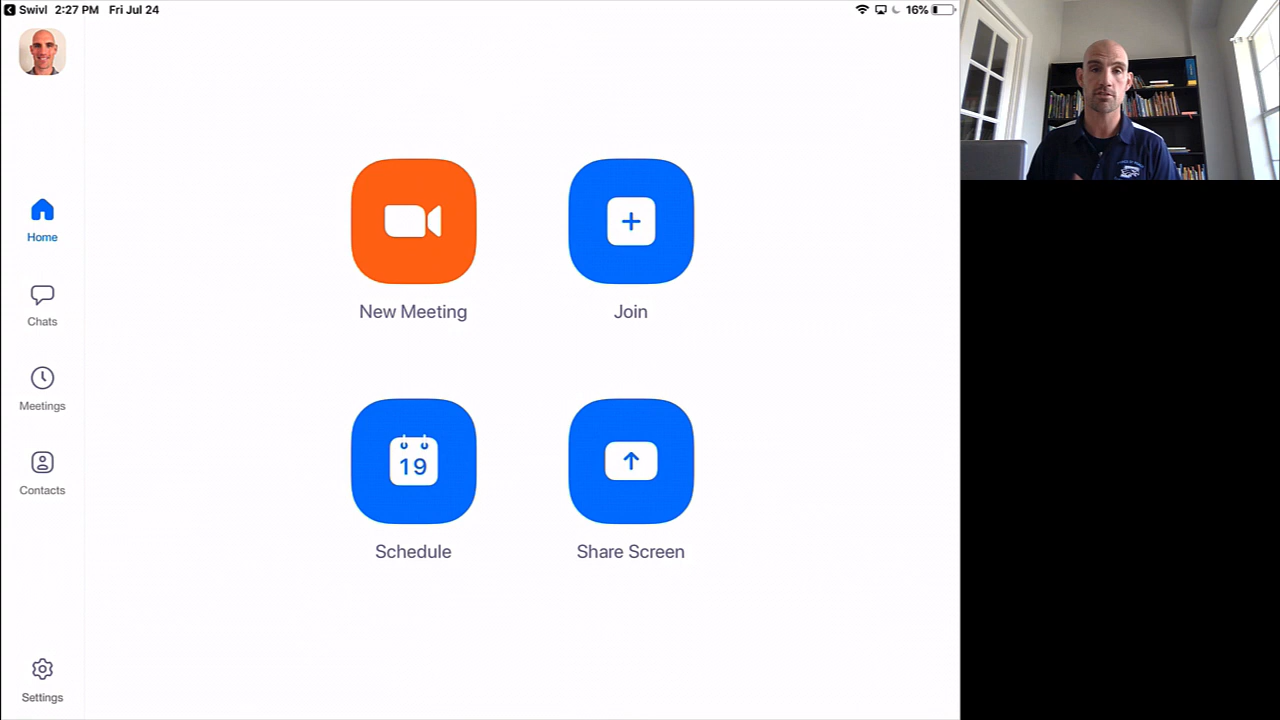 Swivl 2:27 PM Fri Jul 24 16%
Home
Chats
Meetings
Contacts
Settings
New Meeting
Join
19
Schedule
Share Screen